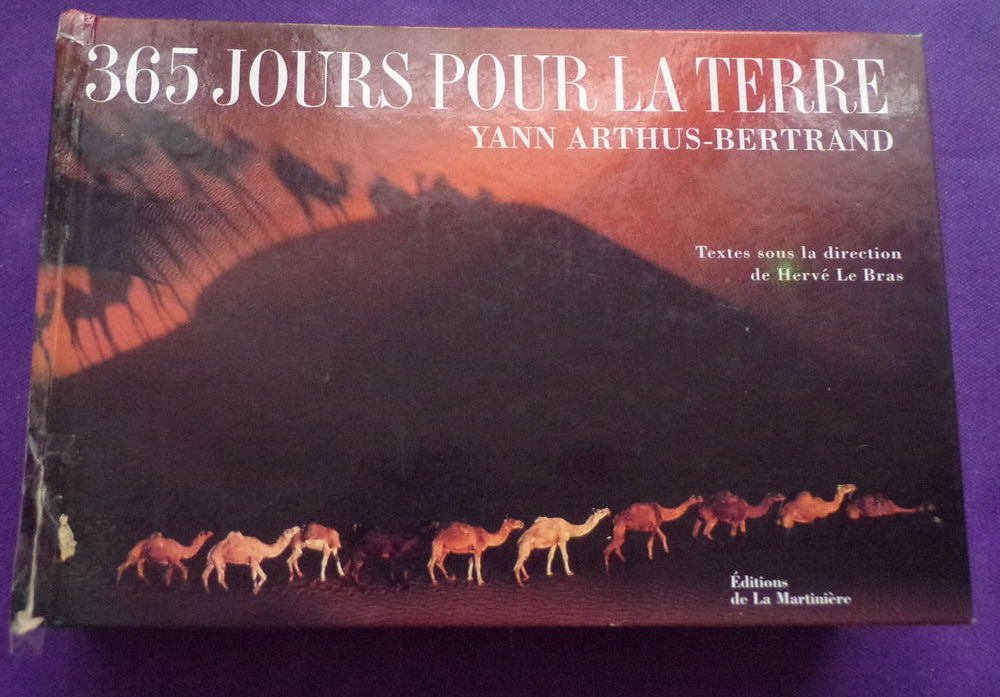 365 JOURS POUR LA TERRE
YANN ARTHUS-BERTRAND
Textes sous la direction
de Hervé Le Bras
Éditions
de La Martinière